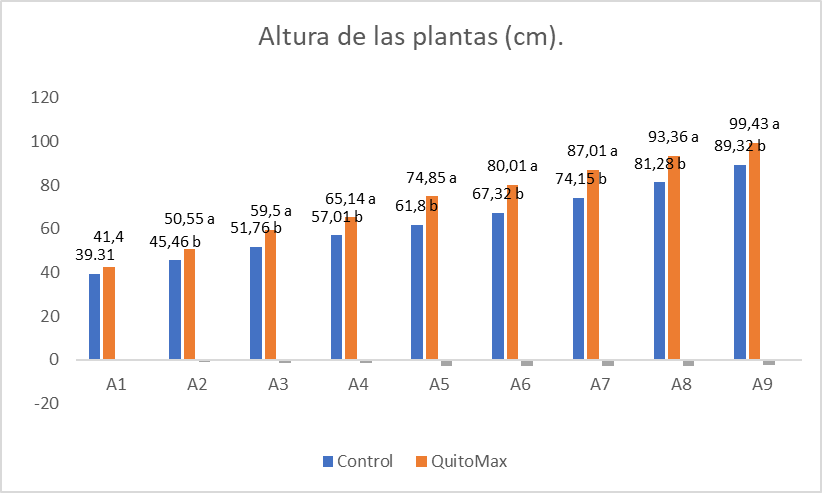 Altura de las plantas (cm).
120
100
80
60
40
20
0
-20
41,4
39.31
50,55 a
45,46 b
59,5 a
51,76 b
65,14 a
57,01 b
74,85 a
61,8 b
80,01 a
67,32 b
87,01 a
74,15 b
93,36 a
81,28 b
99,43 a
89,32 b
A1 A2 A3 A4 A5 A6 A7 A8 A9
Control QuitoMax